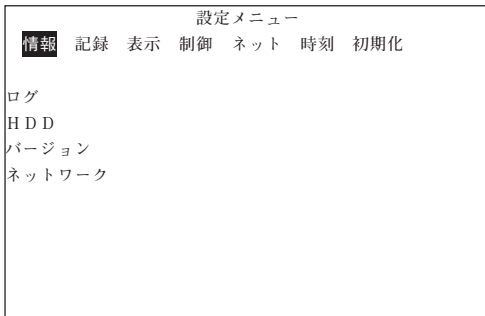 設定メニュー
情報 記録 表示 制御 ネット 時刻 初期化
ログ
ＨＤＤ
バージョン
ネットワーク